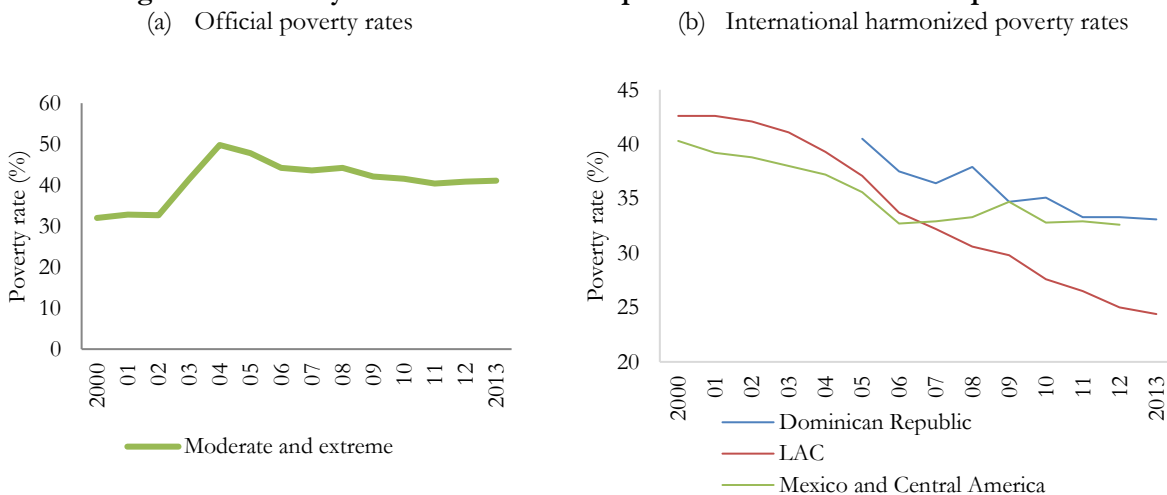 (a) Official poverty rates
60
50
40
30
20
10
0
Poverty rate (%)
2000 01 02 03 04 05 06 07 08 09 10 11 12 2013
Moderate and extreme
(b) International harmonized poverty rates
45
40
35
30
25
20
Poverty rate (%)
2000 01 02 03 04 05 06 07 08 09 10 11 12 2013
Dominican Republic
LAC
Mexico and Central America